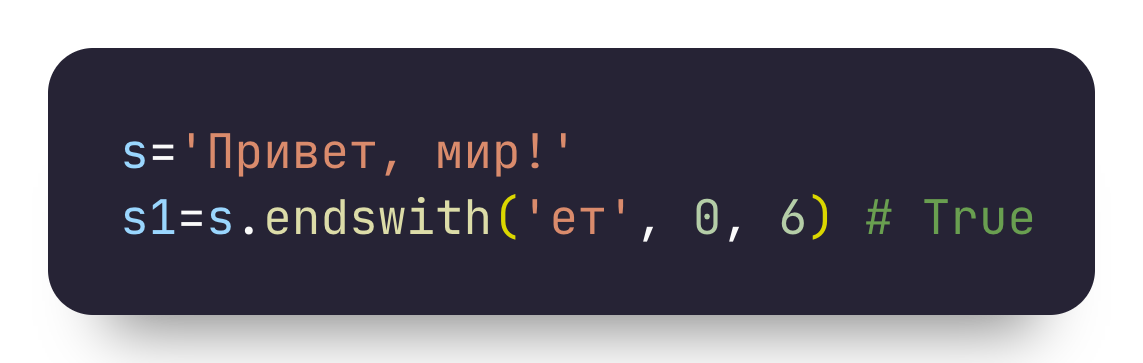 s='Привет, мир!'
s1=s.endswith('ет', 0, 6) # True